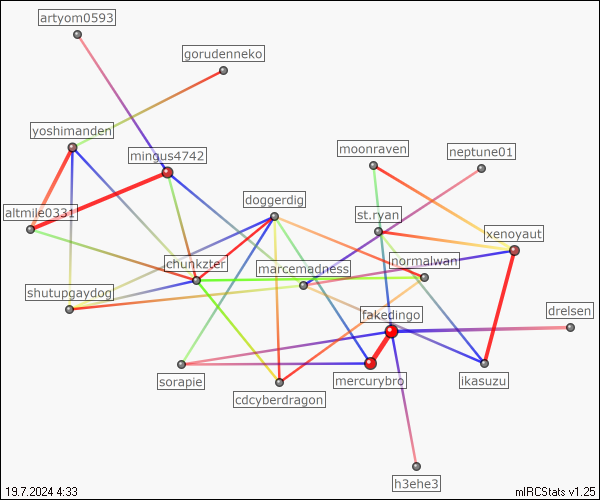 artyom0593
gorudenneko
yoshimanden
mingus4742
moonraven
neptune01
doggerdig
altmile0331
st.ryan
xenoyaut
chunkzter
marcemadness
normalwan
shutupgaydog
fakedingo
drelsen
sorapie
mercurybro
ikasuzu
cdcyberdragon
h3ehe3
19.7.2024 4:33
mIRCStats v1.25